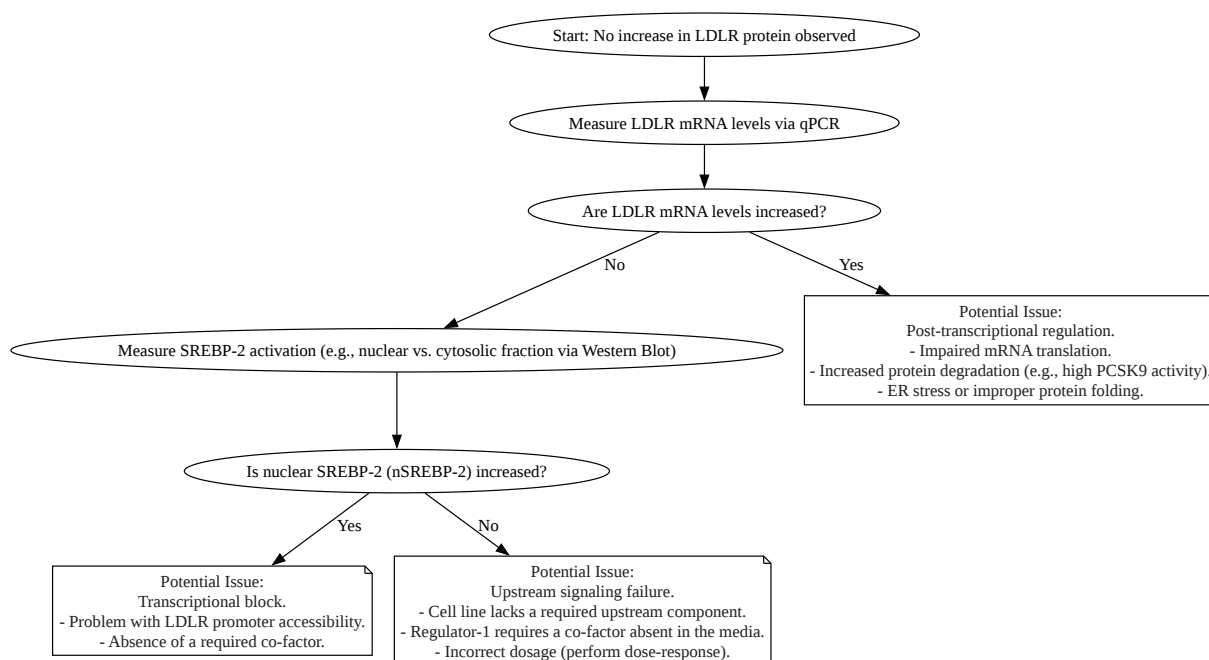 Start: No increase in LDLR protein observed
Measure LDLR mRNA levels via qPCR
Are LDLR mRNA levels increased?
No
Yes
Potential Issue:
Post-transcriptional regulation.
- Impaired mRNA translation.
- Increased protein degradation (e.g., high PCSK9 activity).
- ER stress or improper protein folding.
Measure SREBP-2 activation (e.g., nuclear vs. cytosolic fraction via Western Blot)
Is nuclear SREBP-2 (nSREBP-2) increased?
Yes
No
Potential Issue:
Transcriptional block.
- Problem with LDLR promoter accessibility.
- Absence of a required co-factor.
Potential Issue:
Upstream signaling failure.
- Cell line lacks a required upstream component.
- Regulator-1 requires a co-factor absent in the media.
- Incorrect dosage (perform dose-response).